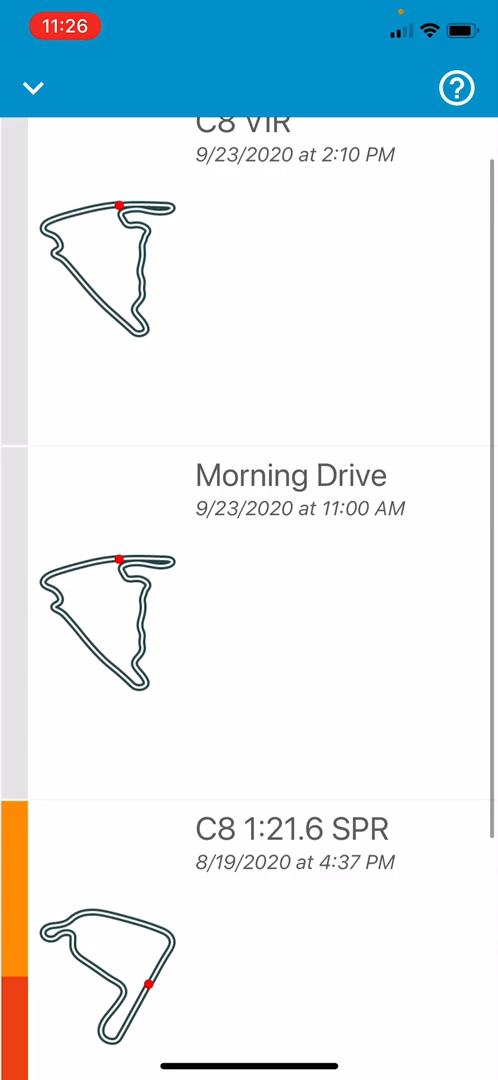 11:26
C8 VIR
9/23/2020 at 2:10 PM
Morning Drive
9/23/2020 at 11:00 AM
C8 1:21.6 SPR
8/19/2020 at 4:37 PM